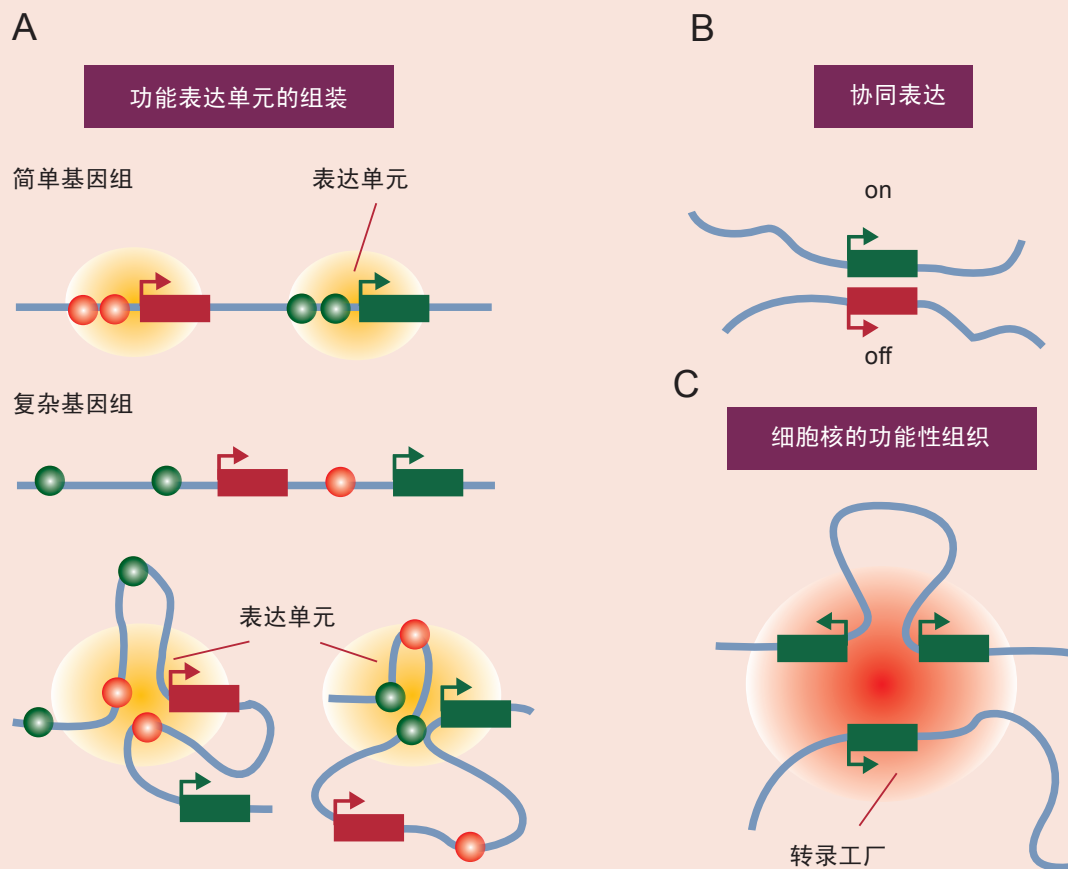 A
功能表达单元的组装
简单基因组
表达单元
复杂基因组
表达单元
B
协同表达
on
off
C
细胞核的功能性组织
转录工厂